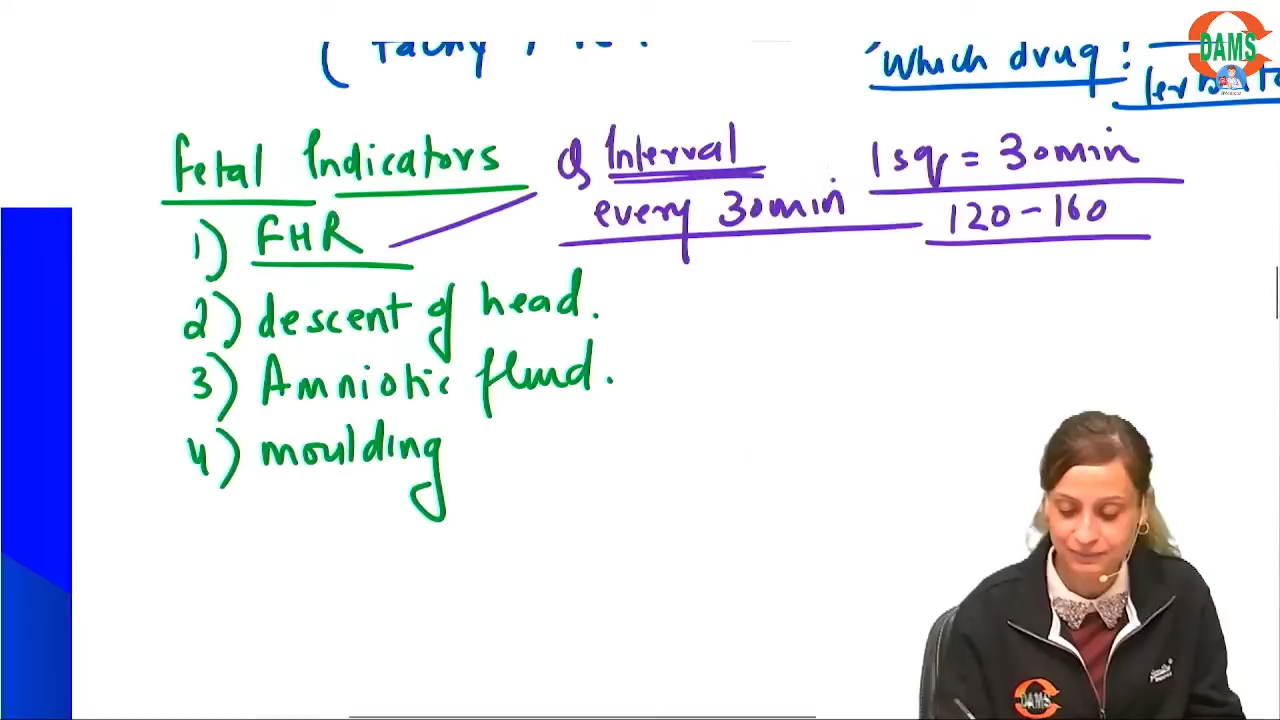 Which drug?
DAMS
Fetal Indicators
Interval
1 sq = 30min
every 30min
120-160
1) FHR
2) descent of head.
3) Amniotic fluid.
4) moulding
DAMS